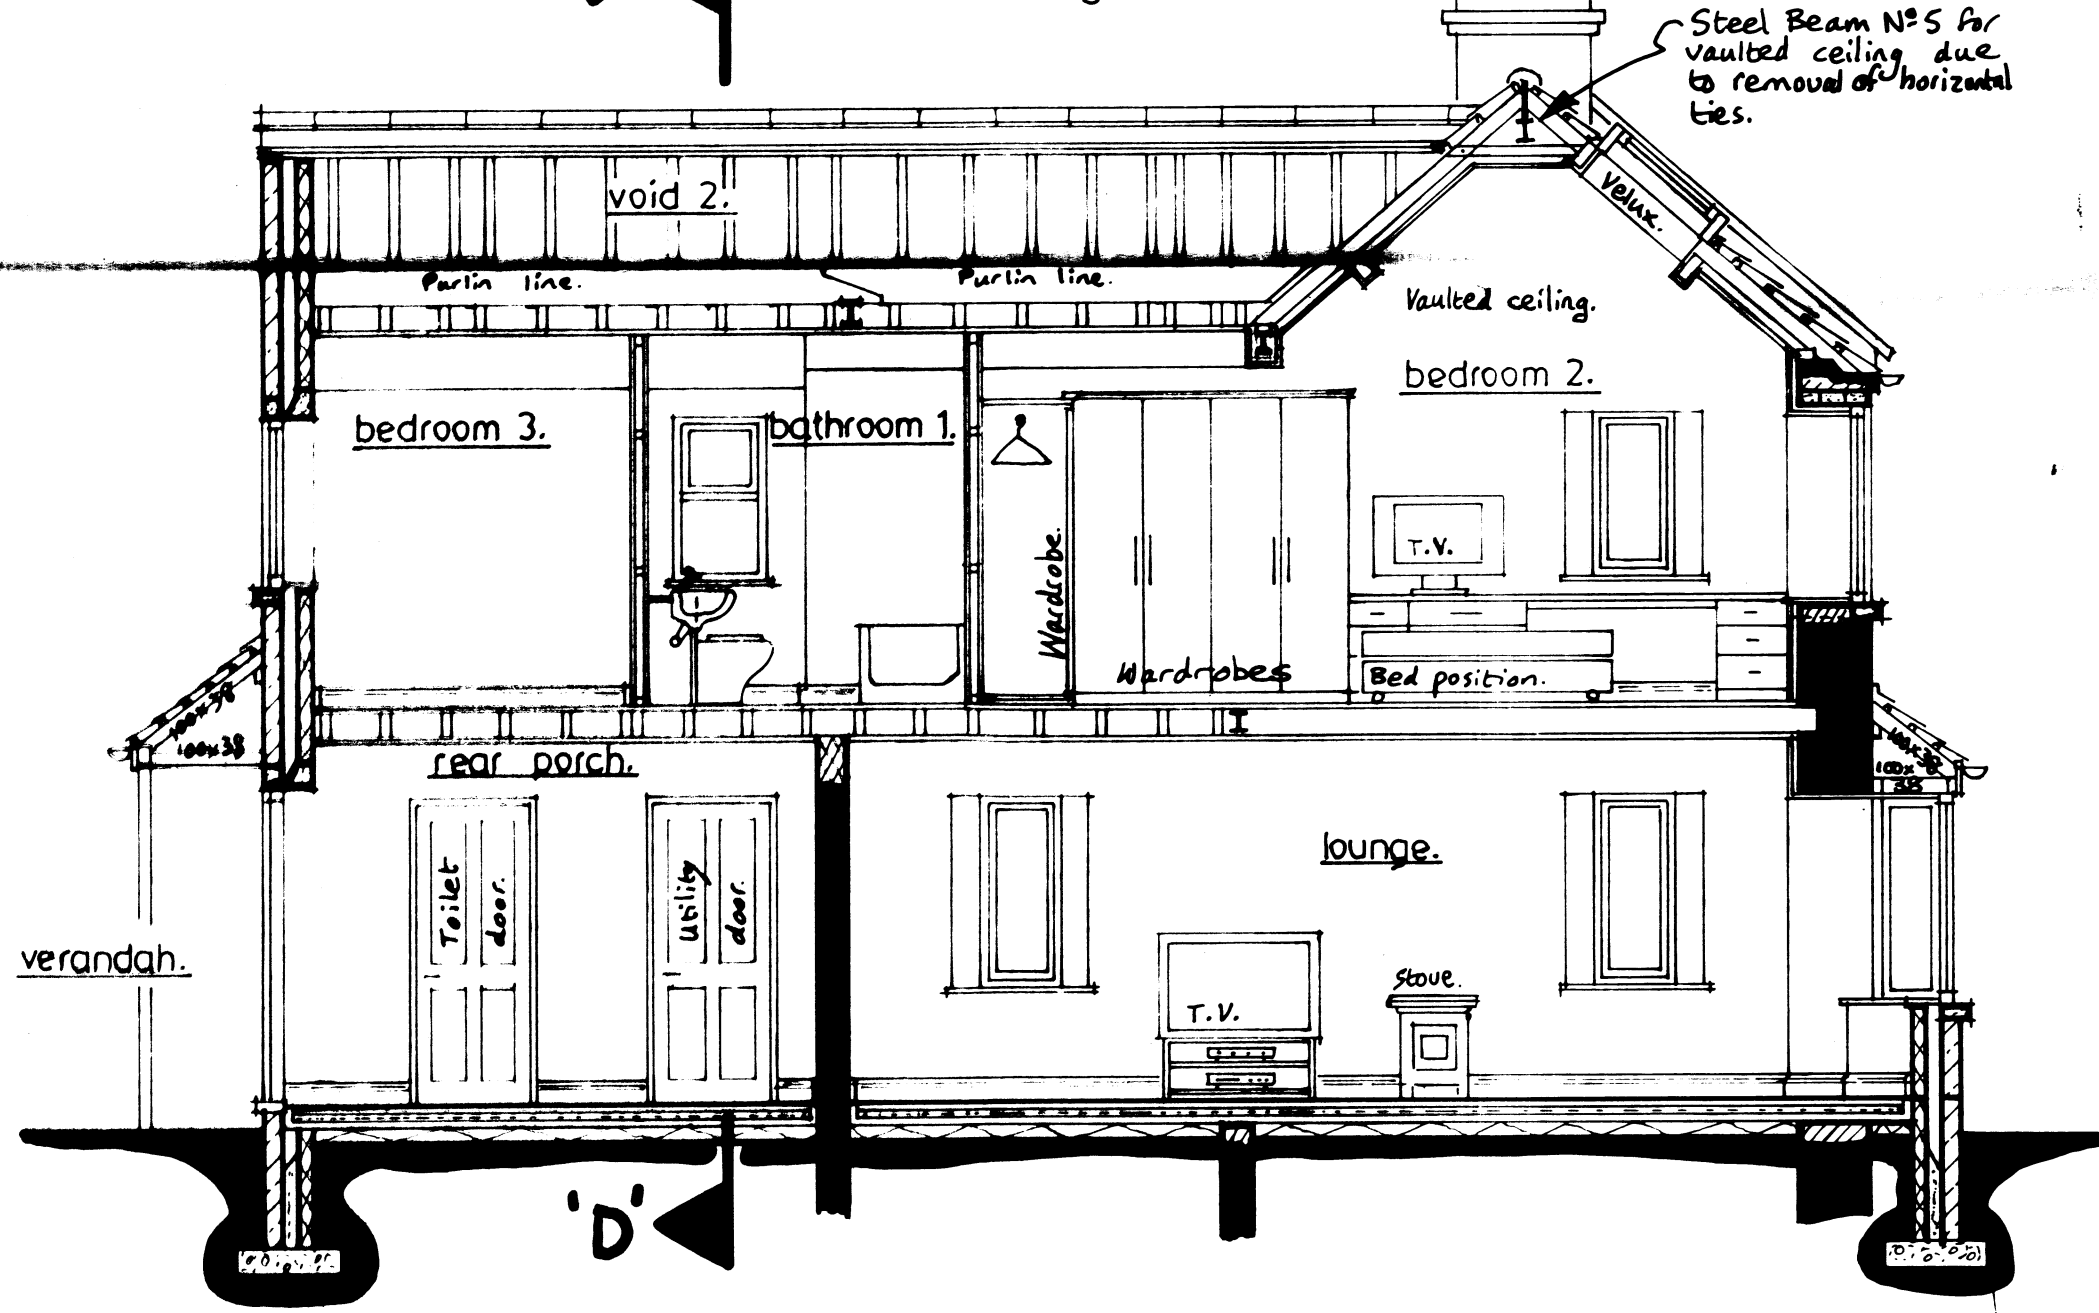 Steel Beam Nº5 for
vaulted ceiling due
to removal of horizontal
ties.
void 2.
Velux.
Purlin line.
Purlin line.
Vaulted ceiling.
bedroom 2.
bedroom 3.
bathroom 1.
T.V.
Wardrobe.
Wardrobes
Bed position.
100x38
100x38
rear porch.
100x38
100x
38
lounge.
Toilet
door.
Utility
door.
verandah.
Stove.
T.V.
'D'